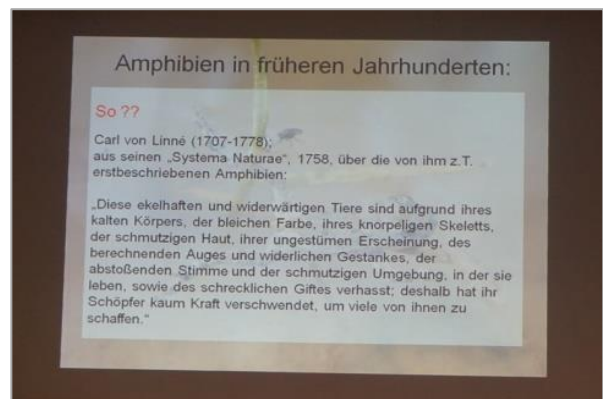 Amphibien in früheren Jahrhunderten:
So ??
Carl von Linné (1707-1778);
aus seinen „Systema Naturae“, 1758, über die von ihm z.T.
erstbeschriebenen Amphibien:
„Diese ekelhaften und widerwärtigen Tiere sind aufgrund ihres
kalten Körpers, der bleichen Farbe, ihres knorpeligen Skeletts,
der schmutzigen Haut, ihrer ungestümen Erscheinung, des
berechnenden Auges und widerlichen Gestankes, der
abstoßenden Stimme und der schmutzigen Umgebung, in der sie
leben, sowie des schrecklichen Giftes verhasst; deshalb hat ihr
Schöpfer kaum Kraft verschwendet, um viele von ihnen zu
schaffen.“